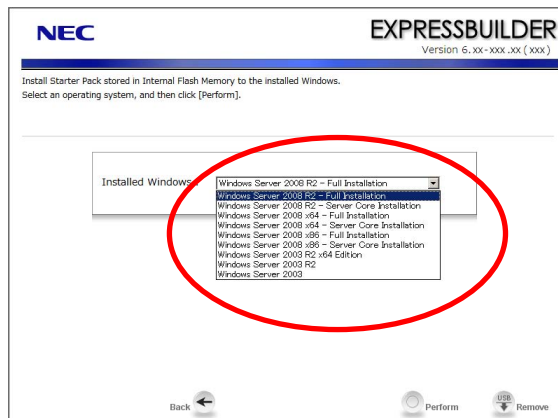 NEC
EXPRESSBUILDER
Version 6.xx-xxx.xx (xxx)
Install Starter Pack stored in Internal Flash Memory to the installed Windows.
Select an operating system, and then click [Perform].
Installed Windows : Windows Server 2008 R2 - Full Installation
Windows Server 2008 R2 - Full Installation
Windows Server 2008 R2 - Server Core Installation
Windows Server 2008 x64 - Full Installation
Windows Server 2008 x64 - Server Core Installation
Windows Server 2008 x86 - Full Installation
Windows Server 2008 x86 - Server Core Installation
Windows Server 2003 R2 x64 Edition
Windows Server 2003 R2
Windows Server 2003
Back Perform USB Remove